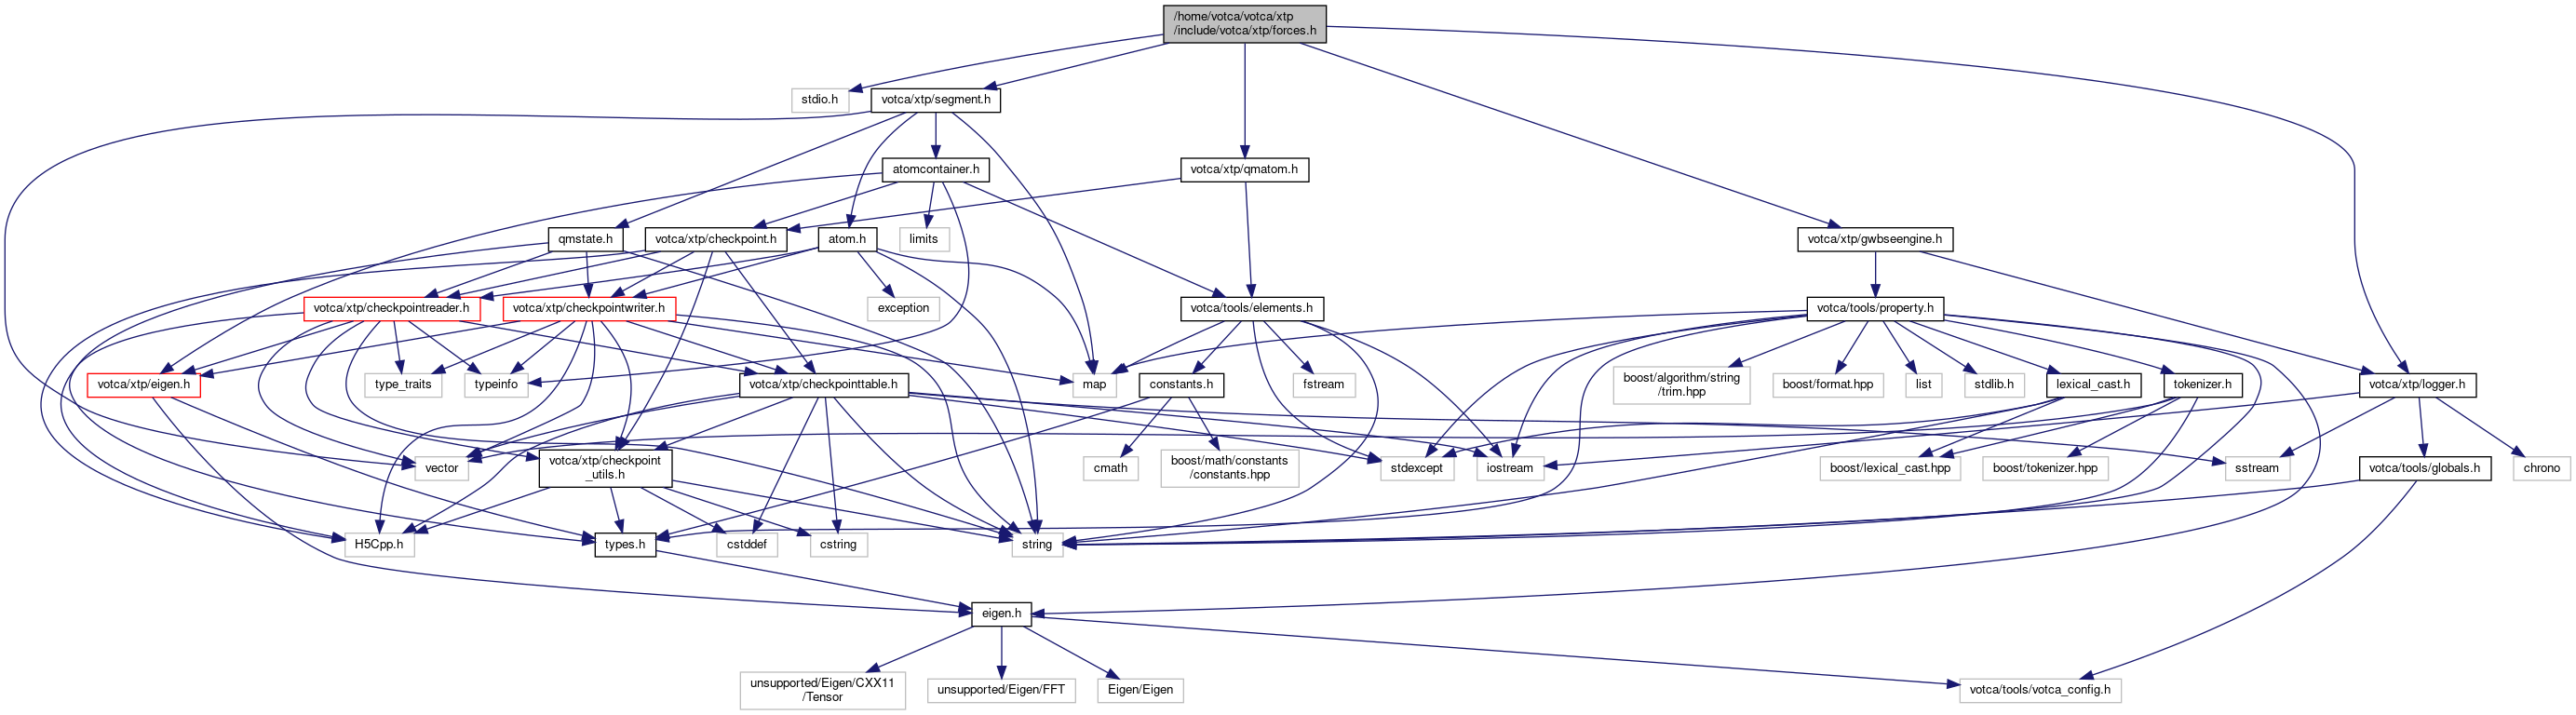 /home/votca/votca/xtp
/include/votca/xtp/forces.h
stdio.h
votca/xtp/segment.h
atomcontainer.h
votca/xtp/qmatom.h
qmstate.h
votca/xtp/checkpoint.h
atom.h
limits
votca/xtp/gwbseengine.h
votca/xtp/checkpointreader.h
votca/xtp/checkpointwriter.h
exception
votca/tools/elements.h
votca/tools/property.h
votca/xtp/eigen.h
type_traits
typeinfo
votca/xtp/checkpointtable.h
map
constants.h
fstream
boost/algorithm/string
/trim.hpp
boost/format.hpp
list
stdlib.h
lexical_cast.h
tokenizer.h
votca/xtp/logger.h
vector
votca/xtp/checkpoint
_utils.h
cmath
boost/math/constants
/constants.hpp
stdexcept
iostream
boost/lexical_cast.hpp
boost/tokenizer.hpp
sstream
votca/tools/globals.h
chrono
H5Cpp.h
types.h
cstddef
cstring
string
eigen.h
unsupported/Eigen/CXX11
/Tensor
unsupported/Eigen/FFT
Eigen/Eigen
votca/tools/votca_config.h